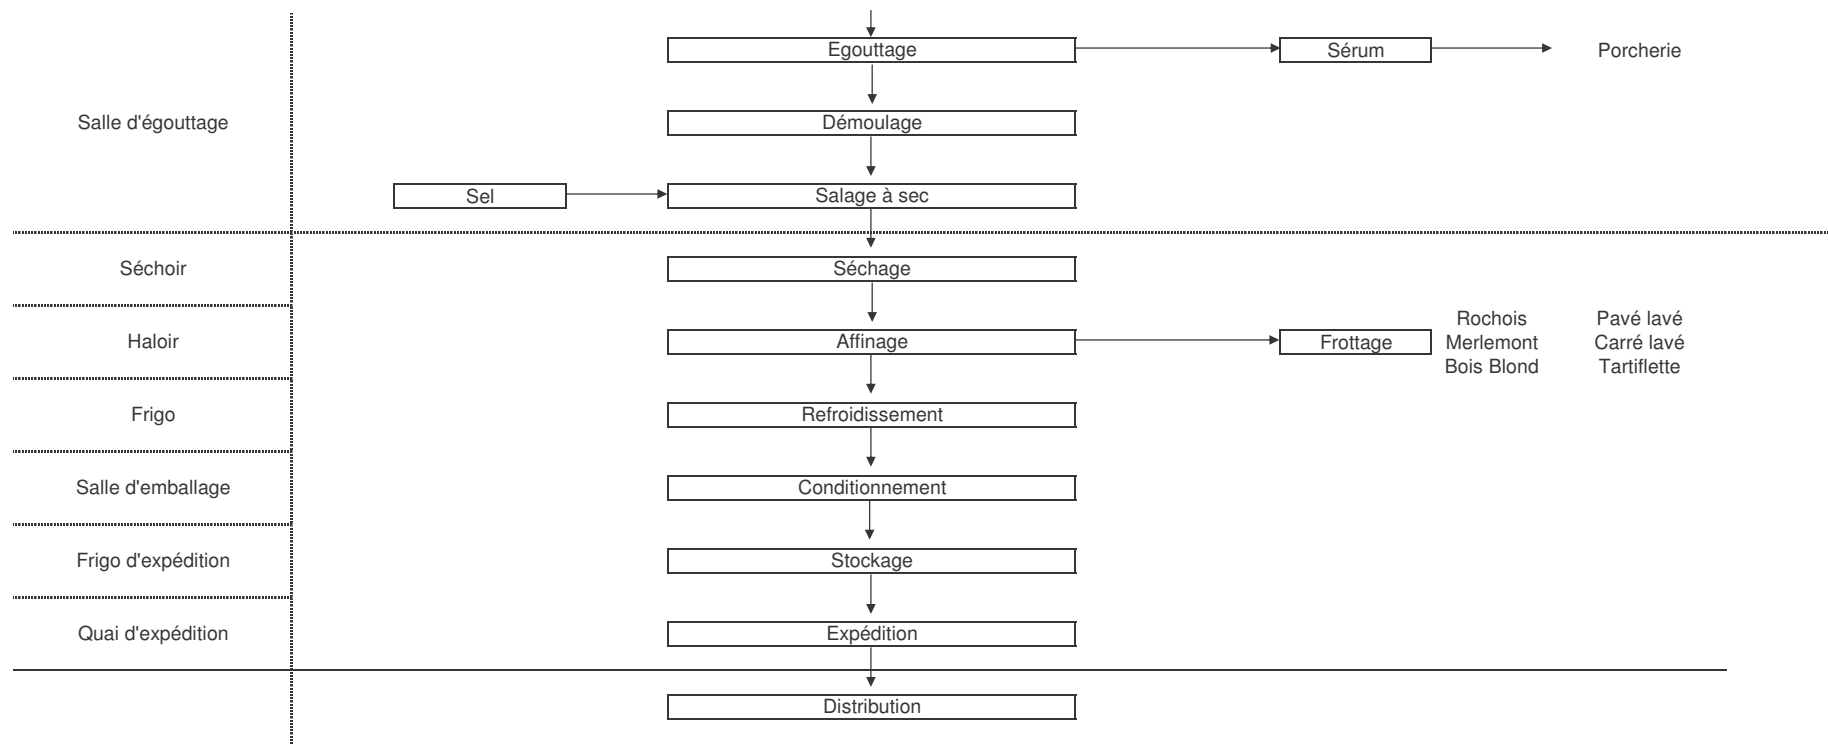 Egouttage
Sérum
Porcherie
Salle d'égouttage
Démoulage
Sel
Salage à sec
Séchoir
Séchage
Haloir
Affinage
Frottage
Rochois
Merlemont
Bois Blond
Pavé lavé
Carré lavé
Tartiflette
Frigo
Refroidissement
Salle d'emballage
Conditionnement
Frigo d'expédition
Stockage
Quai d'expédition
Expédition
Distribution